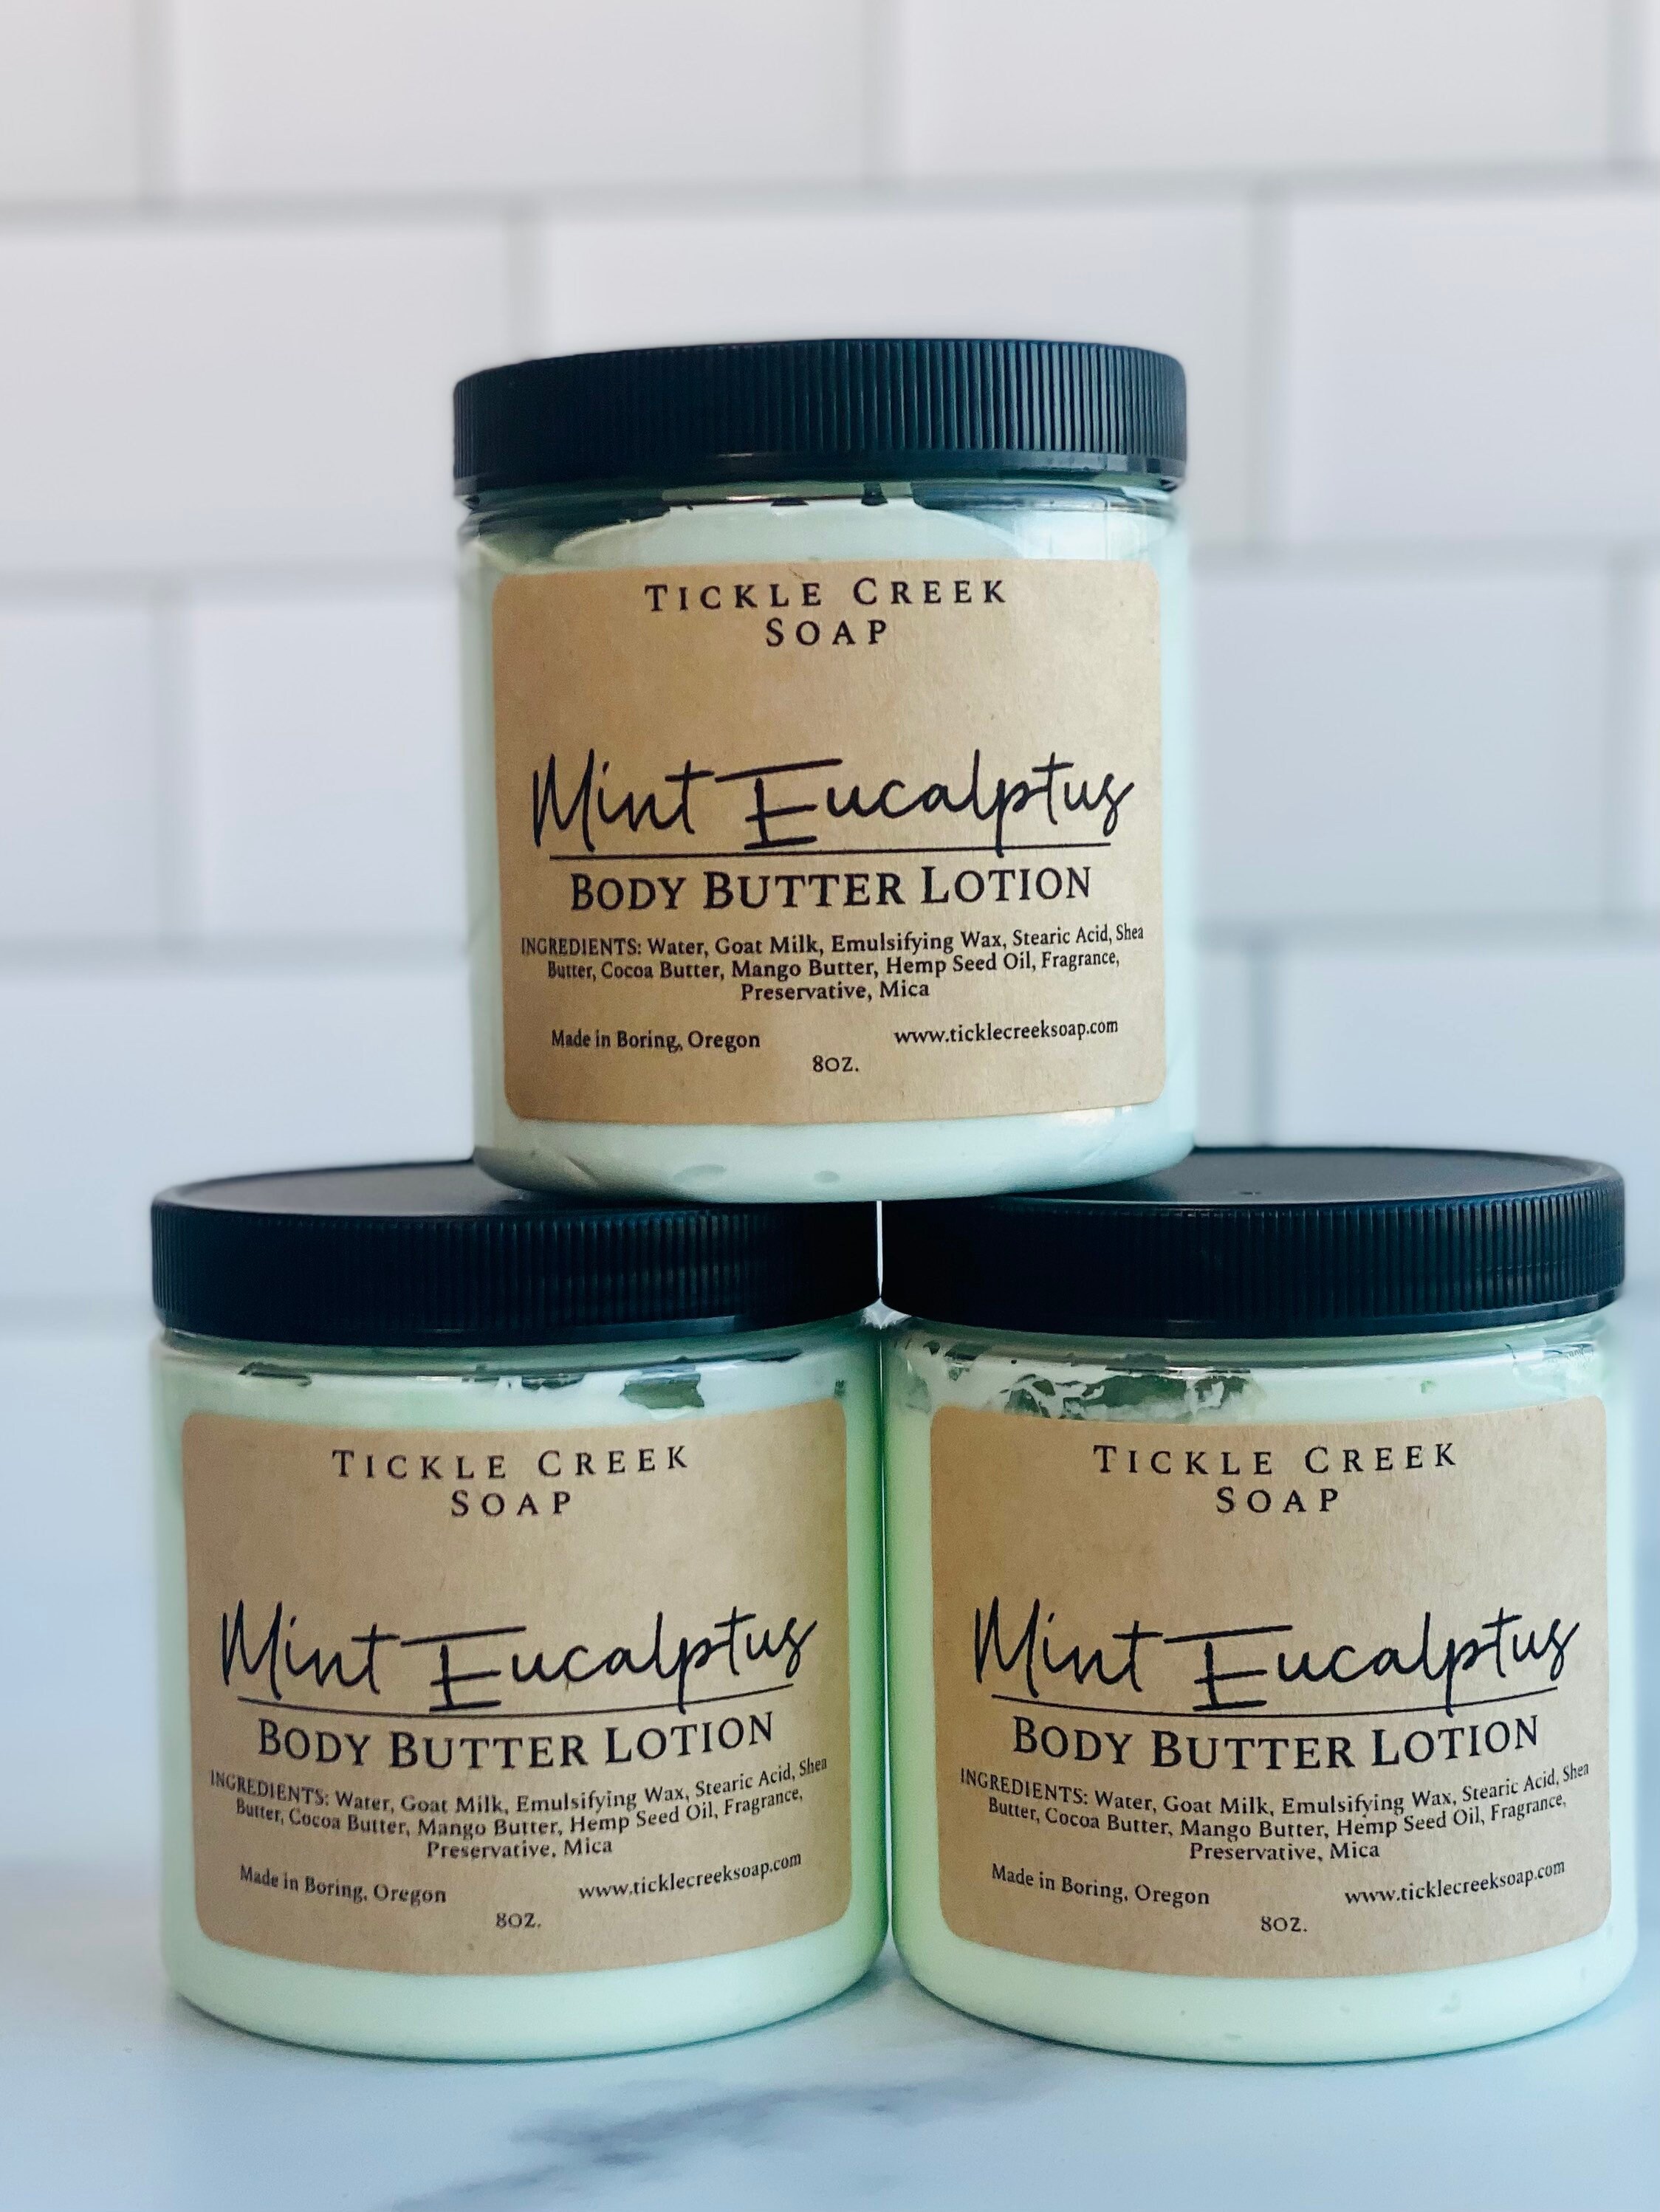 TICKLE CREEK
SOAP
Mint Eucalptus
BODY BUTTER LOTION
INGREDIENTS: Water, Goat Milk, Emulsifying Wax, Stearic Acid, Shea
Butter, Cocoa Butter, Mango Butter, Hemp Seed Oil, Fragrance,
Preservative, Mica
Made in Boring, Oregon
www.ticklecreeksoap.com
8OZ.
TICKLE CREEK
SOAP
Mint Eucalptus
BODY BUTTER LOTION
INGREDIENTS: Water, Goat Milk, Emulsifying Wax, Stearic Acid, Shea
Butter, Cocoa Butter, Mango Butter, Hemp Seed Oil, Fragrance,
Preservative, Mica
Made in Boring, Oregon
www.ticklecreeksoap.com
8OZ.
TICKLE CREEK
SOAP
Mint Eucalptus
BODY BUTTER LOTION
INGREDIENTS: Water, Goat Milk, Emulsifying Wax, Stearic Acid, Shea
Butter, Cocoa Butter, Mango Butter, Hemp Seed Oil, Fragrance,
Preservative, Mica
Made in Boring, Oregon
www.ticklecreeksoap.com
8OZ.